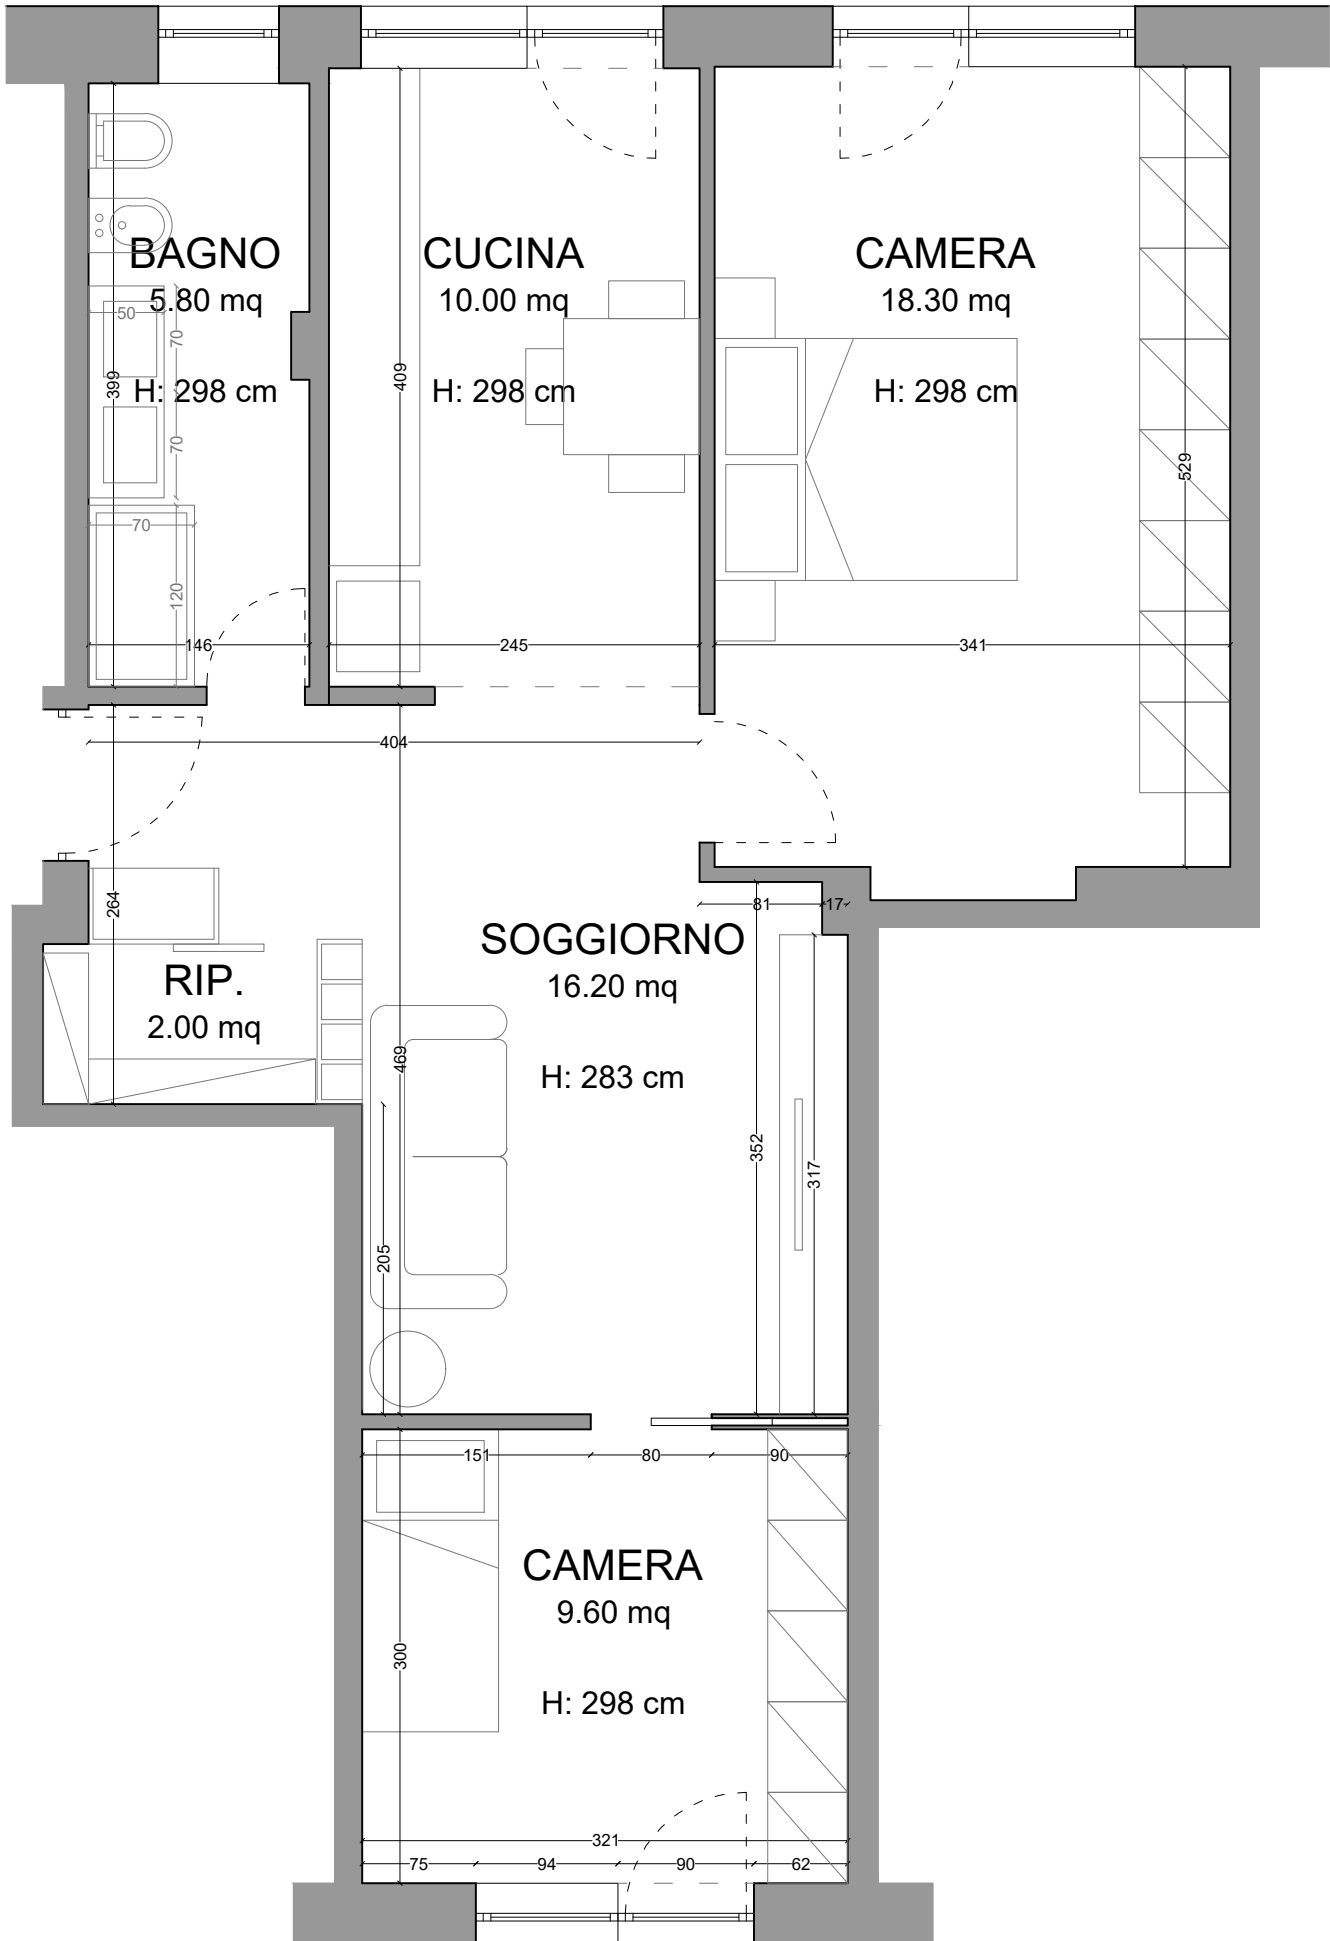 BAGNO
5.80 mq
H: 298 cm
CUCINA
10.00 mq
H: 298 cm
CAMERA
18.30 mq
H: 298 cm
50
70
399
70
70
120
146
409
245
529
341
404
264
81
17
SOGGIORNO
16.20 mq
H: 283 cm
RIP.
2.00 mq
469
352
317
205
151
80
90
CAMERA
9.60 mq
H: 298 cm
300
321
75
94
90
62